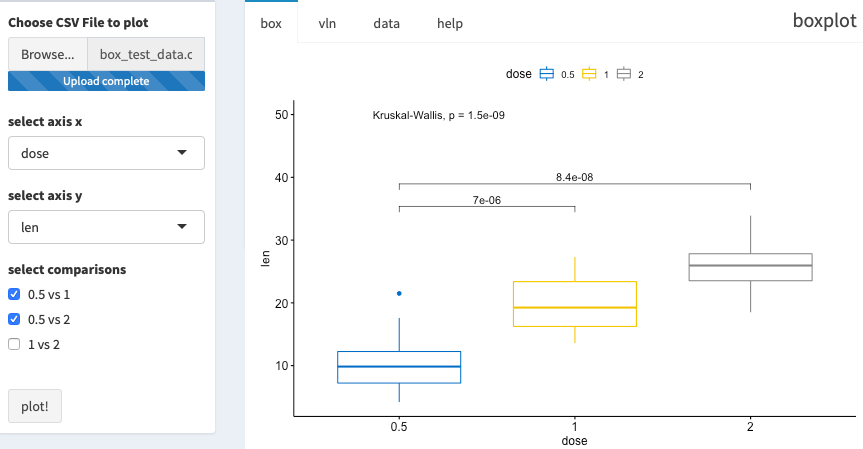 Choose CSV File to plot
Browse... box_test_data.c
Upload complete
select axis x
dose
select axis y
len
select comparisons
0.5 vs 1
0.5 vs 2
1 vs 2
plot!
box vln data help
boxplot
dose 0.5 1 2
Kruskal-Wallis, p = 1.5e-09
8.4e-08
7e-06
50
40
30
20
10
len
0.5 1 2
dose